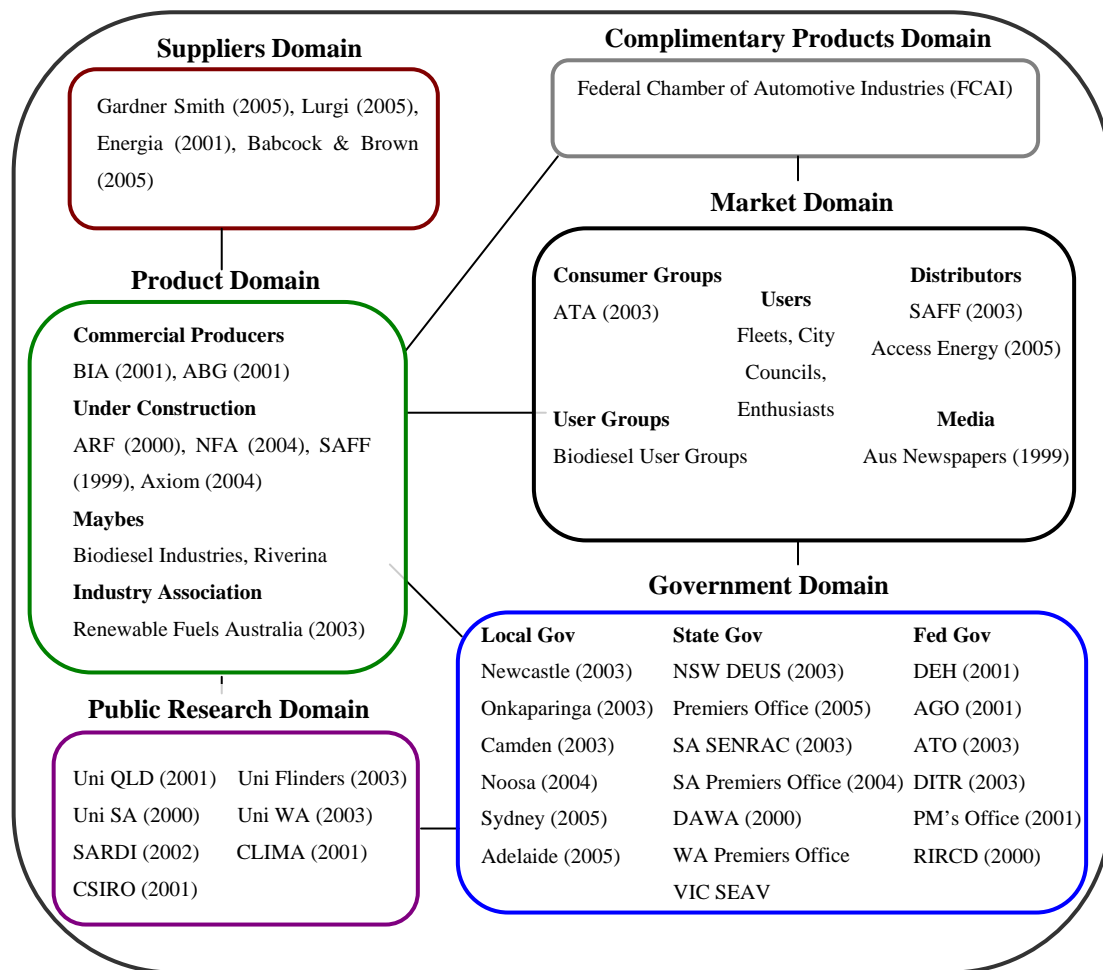 Suppliers Domain
Gardner Smith (2005), Lurgi (2005),
Energia (2001), Babcock & Brown
(2005)
Complimentary Products Domain
Federal Chamber of Automotive Industries (FCAI)
Product Domain
Commercial Producers
BIA (2001), ABG (2001)
Under Construction
ARF (2000), NFA (2004), SAFF
(1999), Axiom (2004)
Maybes
Biodiesel Industries, Riverina
Industry Association
Renewable Fuels Australia (2003)
Market Domain
Consumer Groups
ATA (2003)
Users
Fleets, City
Councils,
Enthusiasts
Distributors
SAFF (2003)
Access Energy (2005)
User Groups
Biodiesel User Groups
Media
Aus Newspapers (1999)
Public Research Domain
Uni QLD (2001)
Uni SA (2000)
SARDI (2002)
CSIRO (2001)
Uni Flinders (2003)
Uni WA (2003)
CLIMA (2001)
Government Domain
Local Gov
Newcastle (2003)
Onkaparinga (2003)
Camden (2003)
Noosa (2004)
Sydney (2005)
Adelaide (2005)
State Gov
NSW DEUS (2003)
Premiers Office (2005)
SA SENRAC (2003)
SA Premiers Office (2004)
DAWA (2000)
WA Premiers Office
VIC SEAV
Fed Gov
DEH (2001)
AGO (2001)
ATO (2003)
DITR (2003)
PM's Office (2001)
RIRCD (2000)